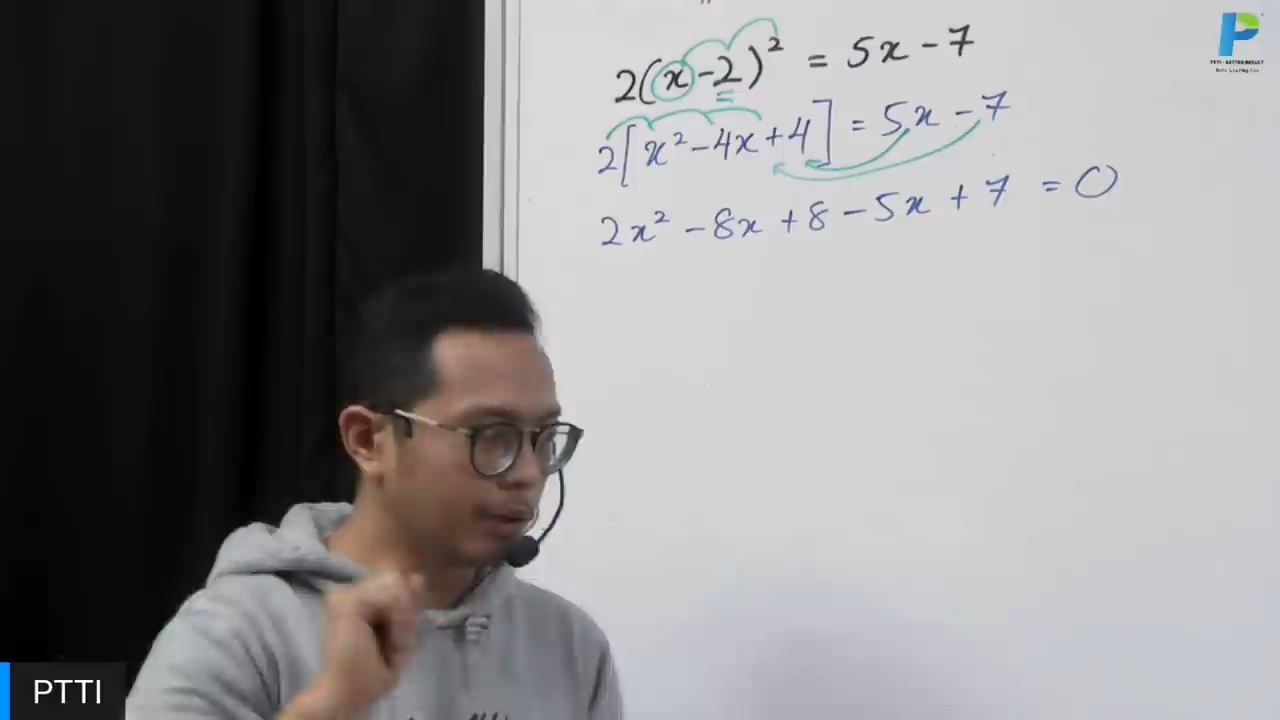 2(x-2)² = 5x-7
2[x²-4x+4] = 5x-7
2x²-8x+8-5x+7 = 0
PTTI